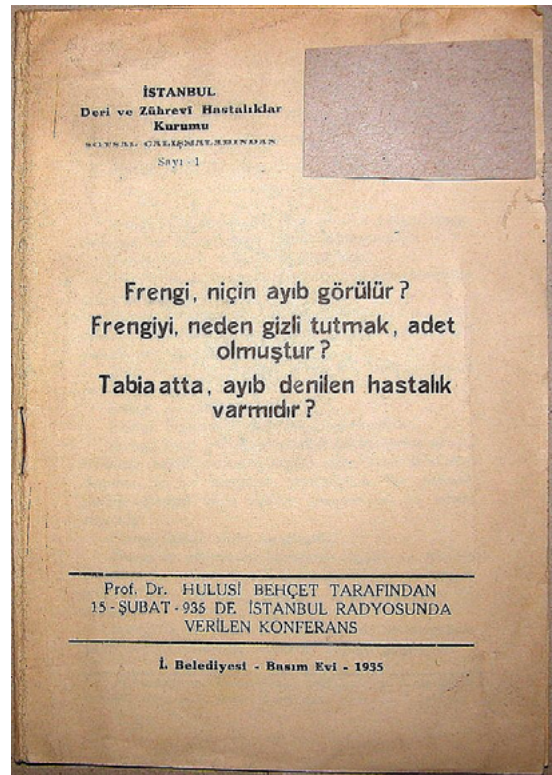 İSTANBUL
Deri ve Zührevî Hastalıklar
Kurumu
SOYSAL ÇALIŞMALARINDAN
Sayı - 1
Frengi, niçin ayıb görülür?
Frengiyi, neden gizli tutmak, adet
olmuştur?
Tabiaatta, ayıb denilen hastalık
varmıdır?
Prof. Dr. HULUSİ BEHÇET TARAFINDAN
15 - ŞUBAT - 935 DE İSTANBUL RADYOSUNDA
VERİLEN KONFERANS
İ. Belediyesi - Basım Evi - 1935